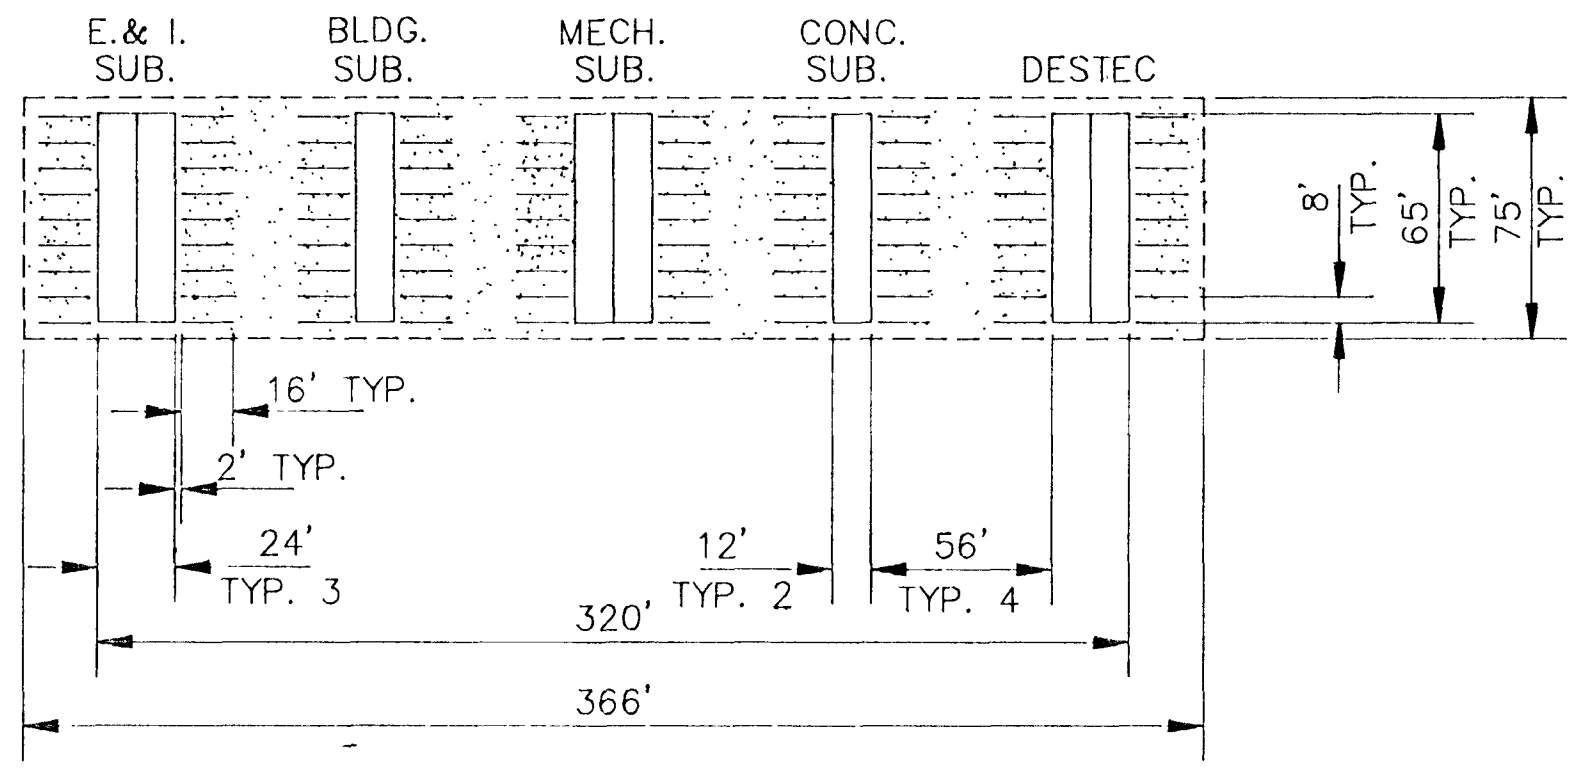 E.& I.
SUB.
BLDG.
SUB.
MECH.
SUB.
CONC.
SUB.
DESTEC
8'
TYP.
65'
TYP.
75'
TYP.
16' TYP.
2' TYP.
24'
TYP. 3
12'
TYP. 2
56'
TYP. 4
320'
366'